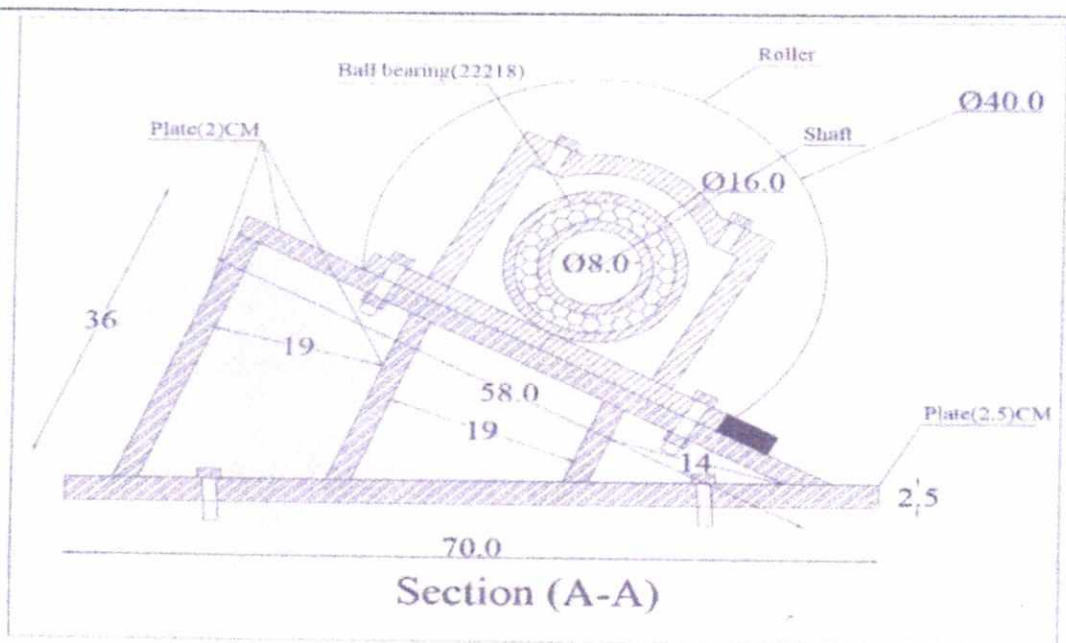 Roller
Ball bearing(22218)
Ø40.0
Plate(2)CM
Shaft
Ø16.0
Ø8.0
36
19
58.0
19
Plate(2.5)CM
14
2.5
70.0
Section (A-A)